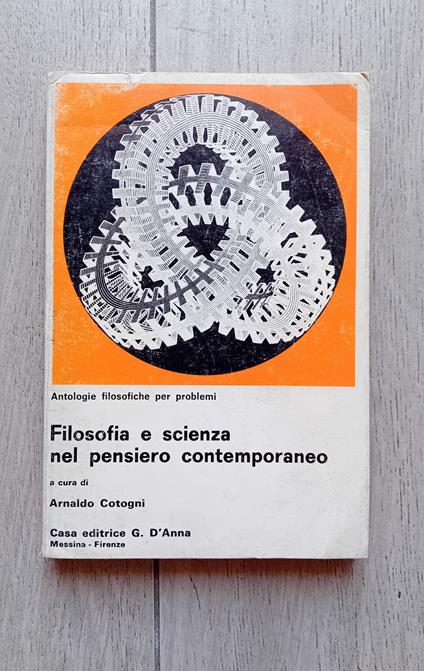 Antologie filosofiche per problemi
Filosofia e scienza
nel pensiero contemporaneo
a cura di
Arnaldo Cotogni
Casa editrice G. D'Anna
Messina - Firenze